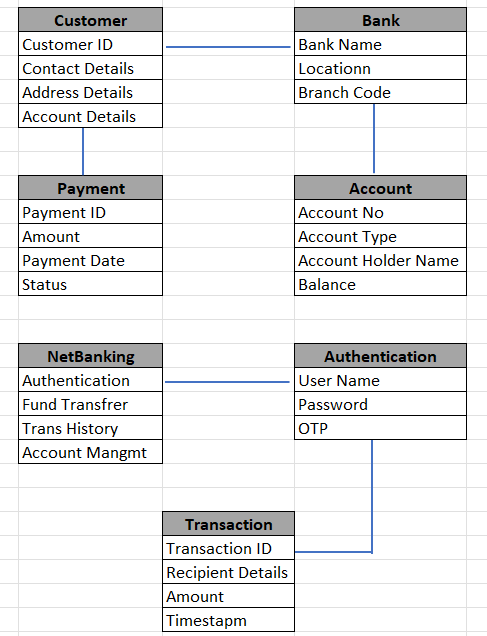 Customer
Customer ID
Contact Details
Address Details
Account Details
Bank
Bank Name
Locationn
Branch Code
Payment
Payment ID
Amount
Payment Date
Status
Account
Account No
Account Type
Account Holder Name
Balance
NetBanking
Authentication
Fund Transfrer
Trans History
Account Mangmt
Authentication
User Name
Password
OTP
Transaction
Transaction ID
Recipient Details
Amount
Timestapm